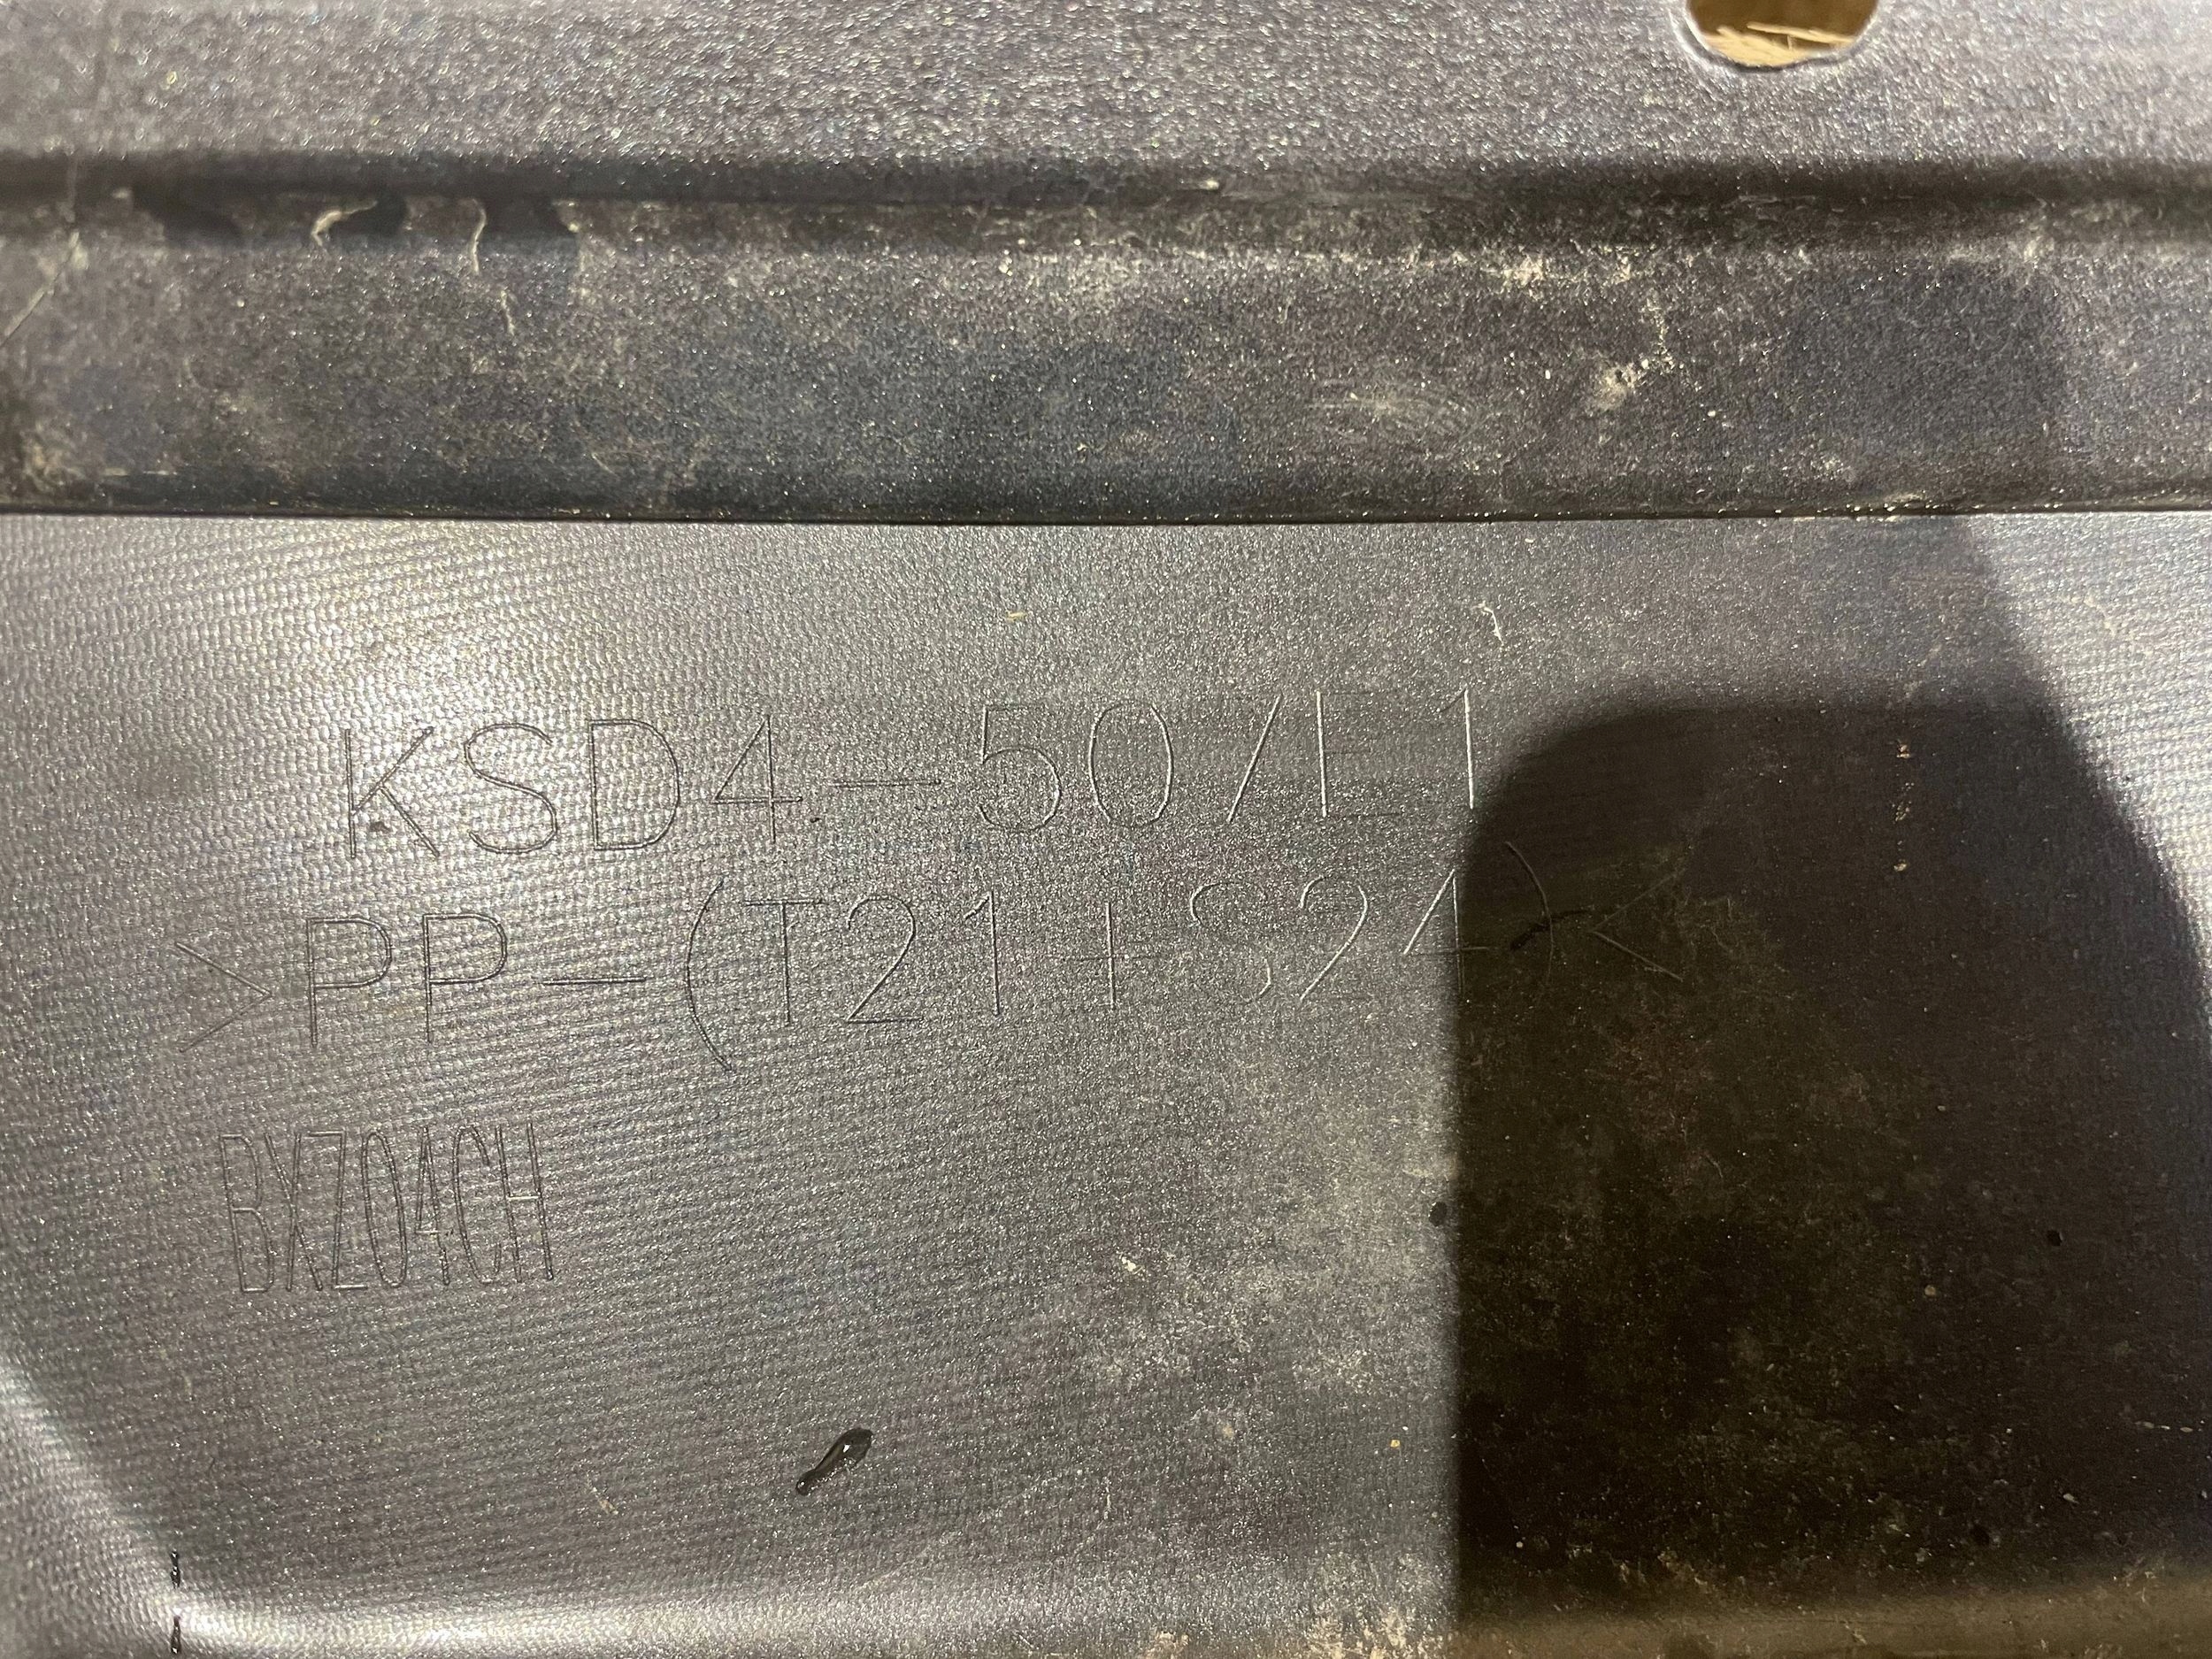 KSD4-507E1
>PP-(T21+S24)<
BXZ04CH